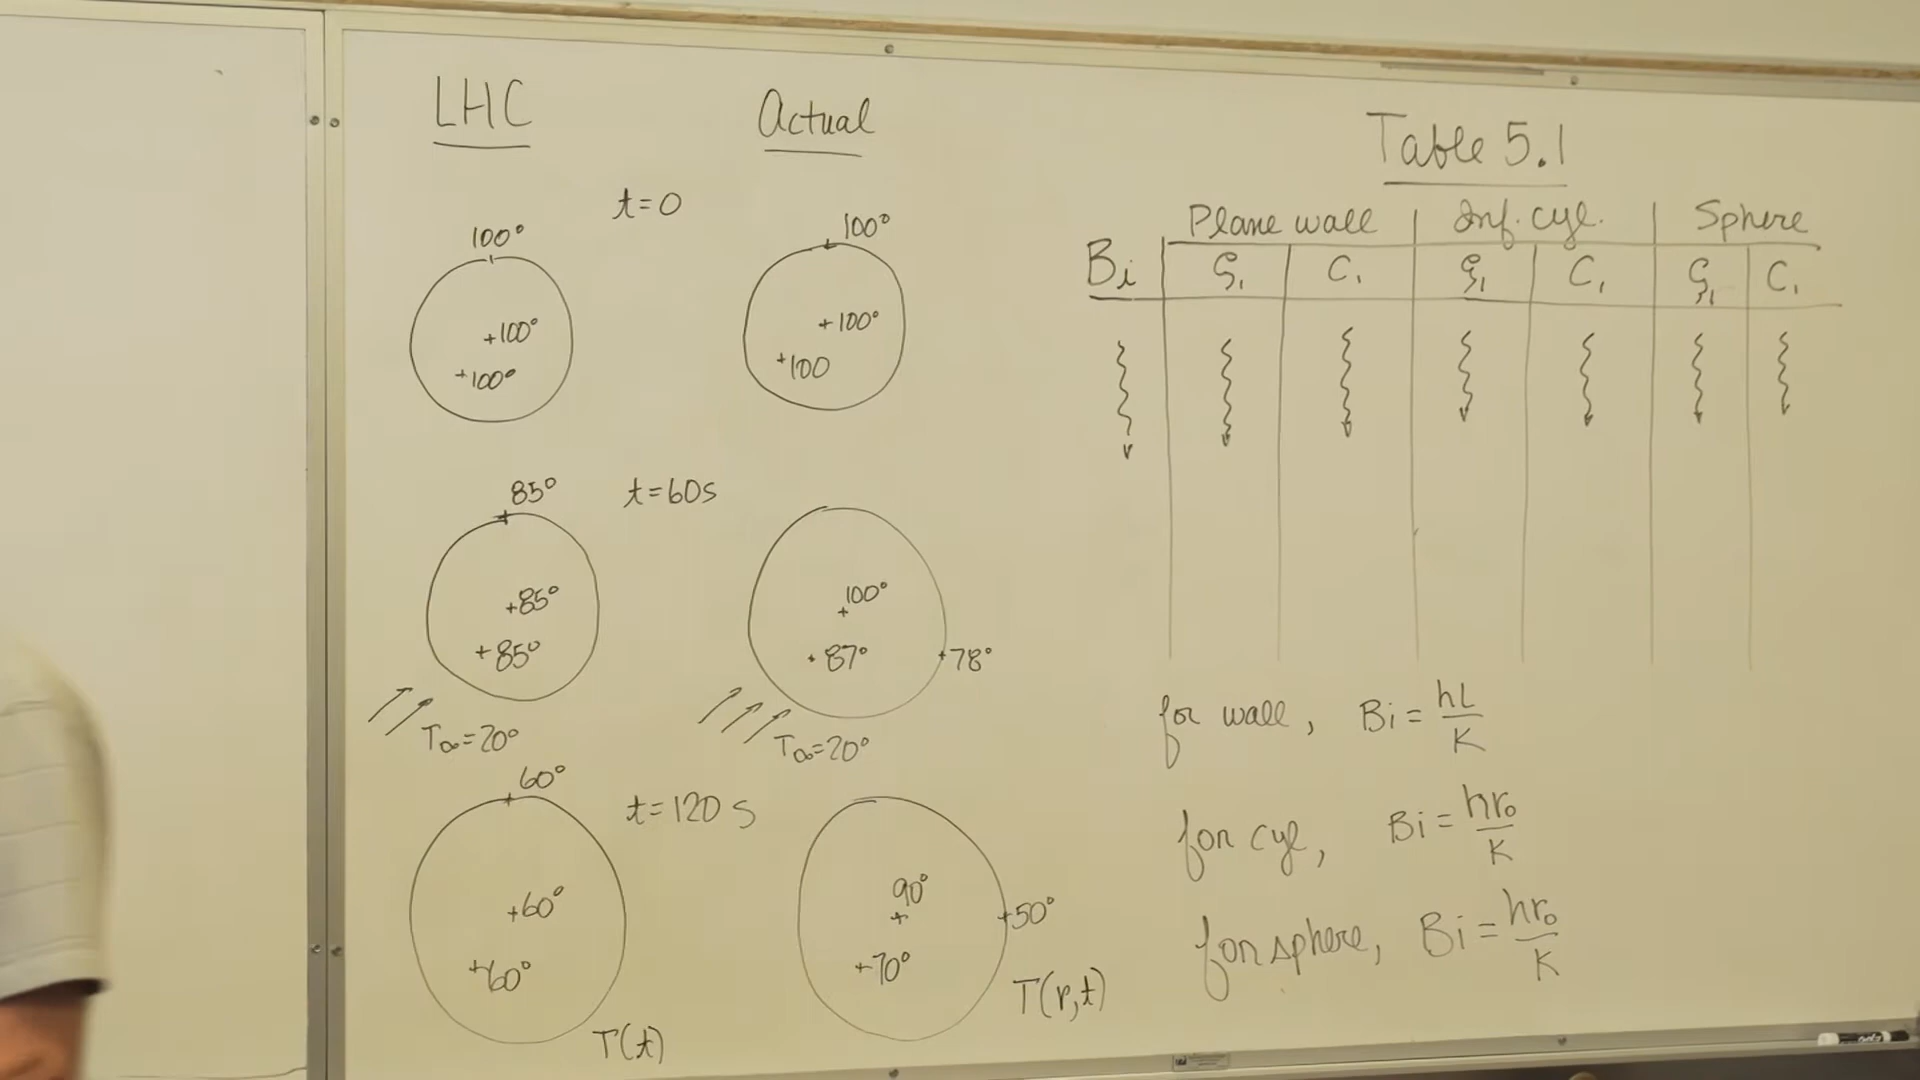 LHC
Actual
t=0
100°
100°
+100°
+100°
+100°
+100
85°
t=60s
+85°
+85°
100°
+
+87°
+78°
T∞=20°
T∞=20°
60°
t=120 s
+60°
+60°
90°
+
+50°
+70°
T(t)
T(r,t)
Table 5.1
Plane wall Inf. cyl. Sphere
Bi ζ₁ C₁ ζ₁ C₁ ζ₁ C₁
for wall, Bi = hL/K
for cyl, Bi = hr₀/K
for sphere, Bi = hr₀/K